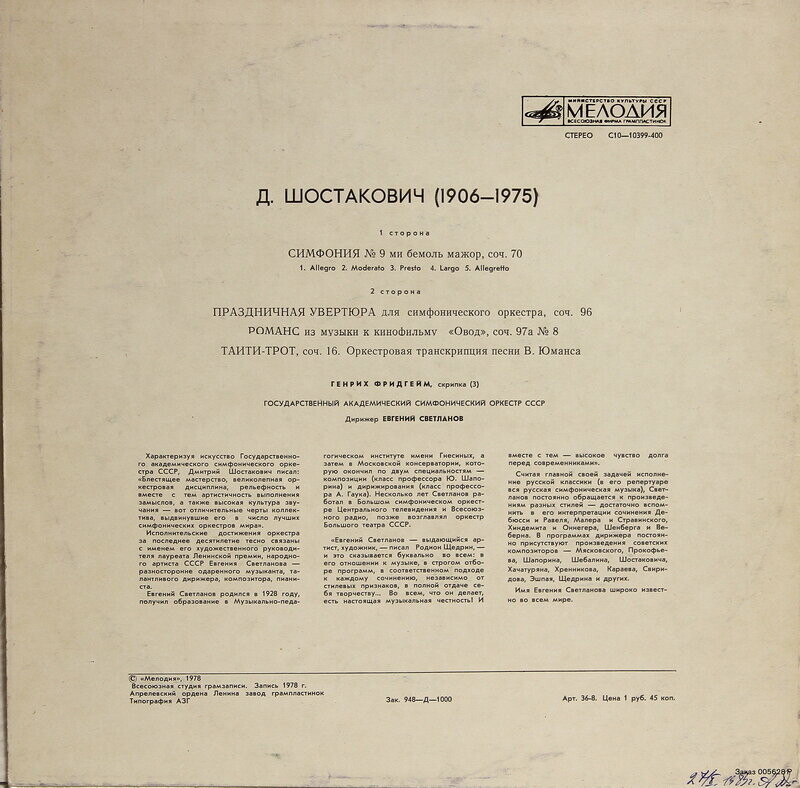 МИНИСТЕРСТВО КУЛЬТУРЫ СССР
МЕЛОДИЯ
ВСЕСОЮЗНАЯ ФИРМА ГРАМПЛАСТИНОК
СТЕРЕО С10—10399-400
Д. ШОСТАКОВИЧ (1906—1975)
1 сторона
СИМФОНИЯ № 9 ми бемоль мажор, соч. 70
1. Allegro 2. Moderato 3. Presto 4. Largo 5. Allegretto
2 сторона
ПРАЗДНИЧНАЯ УВЕРТЮРА для симфонического оркестра, соч. 96
РОМАНС из музыки к кинофильму «Овод», соч. 97а № 8
ТАИТИ-ТРОТ, соч. 16. Оркестровая транскрипция песни В. Юманса
ГЕНРИХ ФРИДГЕЙМ, скрипка (3)
ГОСУДАРСТВЕННЫЙ АКАДЕМИЧЕСКИЙ СИМФОНИЧЕСКИЙ ОРКЕСТР СССР
Дирижер ЕВГЕНИЙ СВЕТЛАНОВ
Характеризуя искусство Государственно-
го академического симфонического орке-
стра СССР, Дмитрий Шостакович писал:
«Блестящее мастерство, великолепная ор-
кестровая дисциплина, рельефность и
вместе с тем артистичность выполнения
замыслов, а также высокая культура зву-
чания — вот отличительные черты коллек-
тива, выдвинувшие его в число лучших
симфонических оркестров мира».
Исполнительские достижения оркестра
за последнее десятилетие тесно связаны
с именем его художественного руководи-
теля лауреата Ленинской премии, народно-
го артиста СССР Евгения Светланова —
разносторонне одаренного музыканта, та-
лантливого дирижера, композитора, пиани-
ста.
Евгений Светланов родился в 1928 году,
получил образование в Музыкально-педа-
гогическом институте имени Гнесиных, а
затем в Московской консерватории, кото-
рую окончил по двум специальностям —
композиции (класс профессора Ю. Шапо-
рина) и дирижирования (класс профессо-
ра А. Гаука). Несколько лет Светланов ра-
ботал в Большом симфоническом оркест-
ре Центрального телевидения и Всесоюз-
ного радио, позже возглавлял оркестр
Большого театра СССР.
«Евгений Светланов — выдающийся ар-
тист, художник, — писал Родион Щедрин, —
и это сказывается буквально во всем: в
его отношении к музыке, в строгом отбо-
ре программ, в соответственном подходе
к каждому сочинению, независимо от
стилевых признаков, в полной отдаче се-
бя творчеству... Во всем, что он делает,
есть настоящая музыкальная честность! И
вместе с тем — высокое чувство долга
перед современниками».
Считая главной своей задачей исполне-
ние русской классики (в его репертуаре
вся русская симфоническая музыка), Свет-
ланов постоянно обращается к произведе-
ниям разных стилей — достаточно вспом-
нить в его интерпретации сочинения Де-
бюсси и Равеля, Малера и Стравинского,
Хиндемита и Онеггера, Шенберга и Ве-
берна. В программах дирижера постоян-
но присутствуют произведения советских
композиторов — Мясковского, Прокофье-
ва, Шапорина, Шебалина, Шостаковича,
Хачатуряна, Хренникова, Караева, Свири-
дова, Эшпая, Щедрина и других.
Имя Евгения Светланова широко извест-
но во всем мире.
© «Мелодия», 1978
Всесоюзная студия грамзаписи. Запись 1978 г.
Апрелевский ордена Ленина завод грампластинок
Типография АЗГ
Зак. 948—Д—1000
Арт. 36-8. Цена 1 руб. 45 коп.